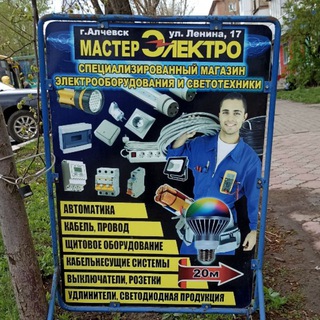 г.Алчевск ул. Ленина, 17
МАСТЕР ЭЛЕКТРО
СПЕЦИАЛИЗИРОВАННЫЙ МАГАЗИН
ЭЛЕКТРООБОРУДОВАНИЯ И СВЕТОТЕХНИКИ
АВТОМАТИКА
КАБЕЛЬ, ПРОВОД
ЩИТОВОЕ ОБОРУДОВАНИЕ
КАБЕЛЬНЕСУЩИЕ СИСТЕМЫ
20м
ВЫКЛЮЧАТЕЛИ, РОЗЕТКИ
УДЛИНИТЕЛИ, СВЕТОДИОДНАЯ ПРОДУКЦИЯ